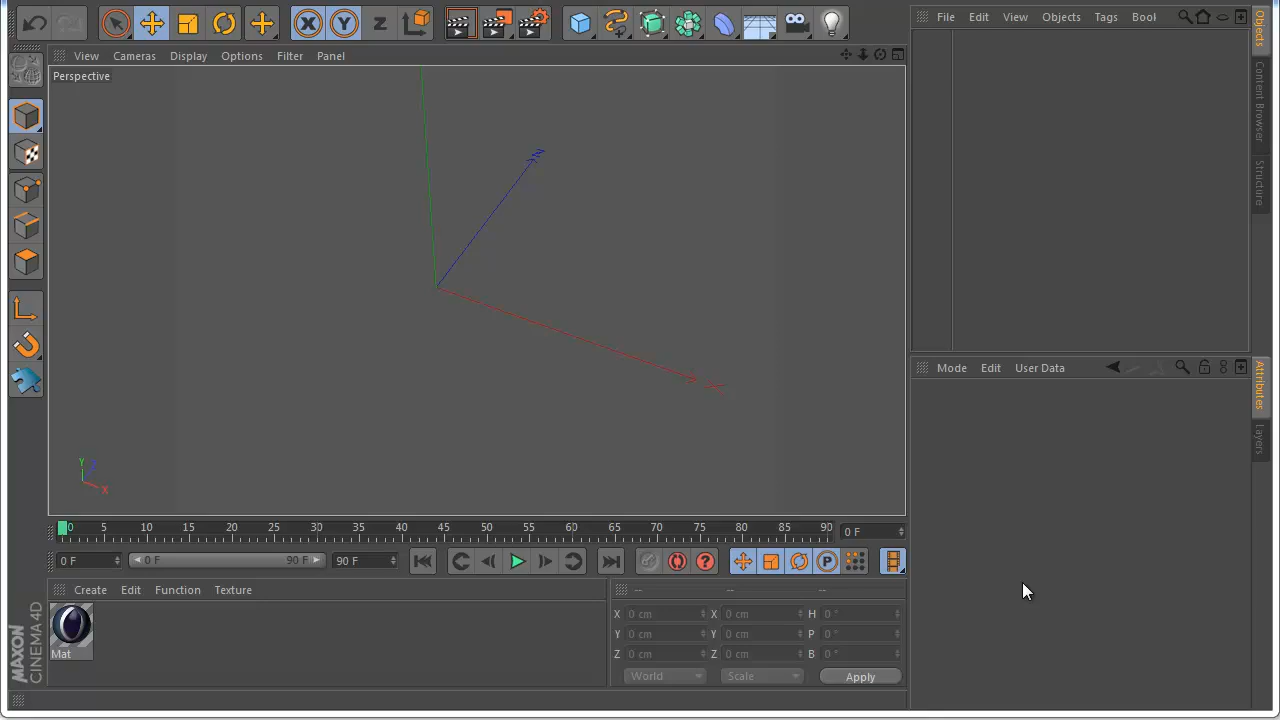 File Edit View Objects Tags Bool
Objects
Content Browser
Structure
View Cameras Display Options Filter Panel
Perspective
Z
X
Y
Z
X
Mode Edit User Data
Attributes
Layers
0 5 10 15 20 25 30 35 40 45 50 55 60 65 70 75 80 85 90 0 F
0 F 0 F 90 F 90 F
P
Create Edit Function Texture
-- -- --
X 0 cm X 0 cm H 0 °
Y 0 cm Y 0 cm P 0 °
Z 0 cm Z 0 cm B 0 °
World Scale Apply
Mat
MAXON
CINEMA 4D